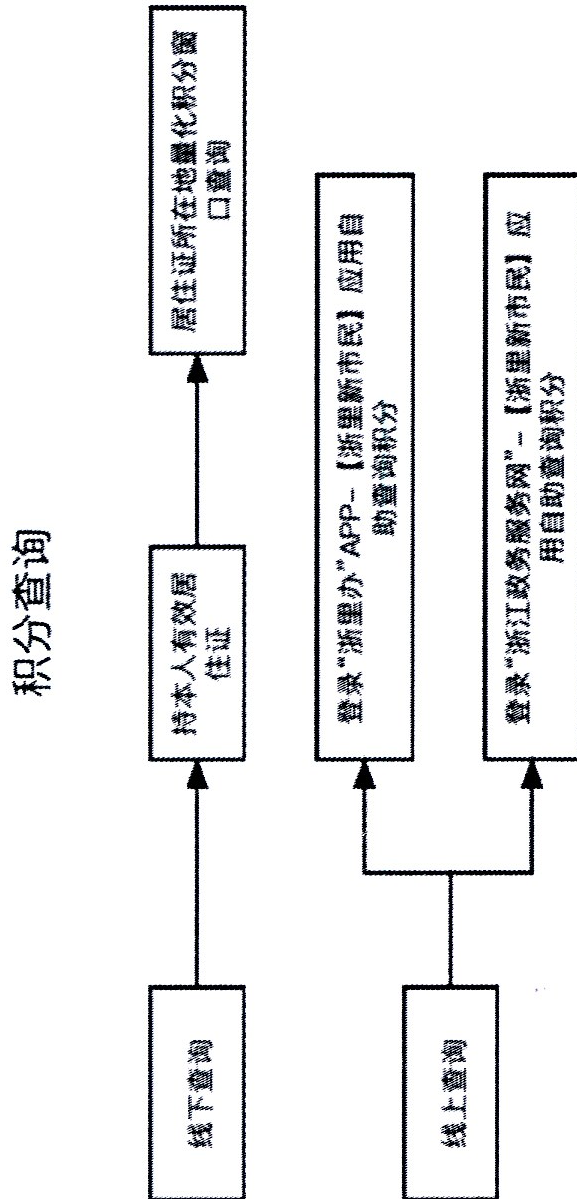 积分查询
线下查询
持本人有效居
住证
居住证所在地量化积分窗
口查询
线上查询
登录“浙里办”APP-【浙里新市民】应用自
助查询积分
登录“浙江政务服务网”-【浙里新市民】应
用自助查询积分